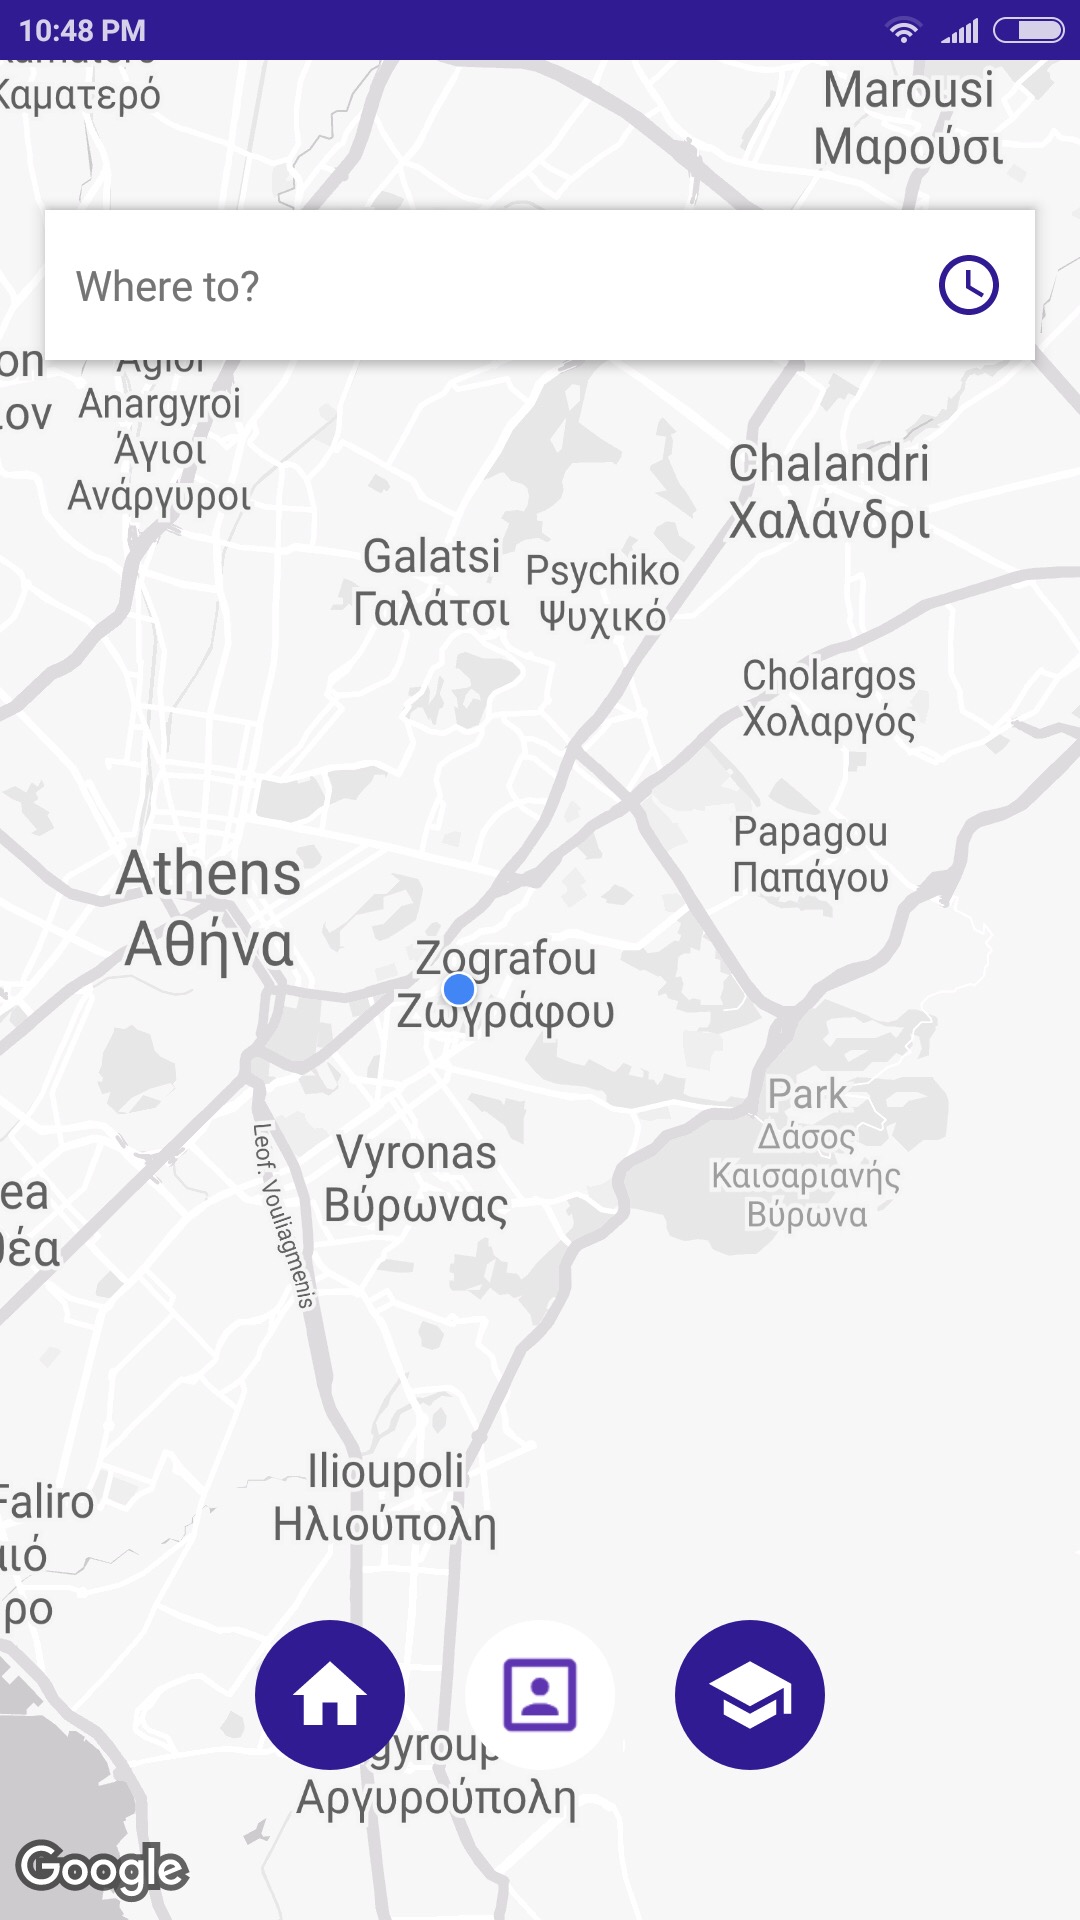 10:48 PM
Καματερό
Marousi
Μαρούσι
Where to?
Anargyroi
Άγιοι
Ανάργυροι
Chalandri
Χαλάνδρι
Galatsi
Γαλάτσι
Psychiko
Ψυχικό
Cholargos
Χολαργός
Papagou
Παπάγου
Athens
Αθήνα
Zografou
Ζωγράφου
Park
Δάσος
Καισαριανής
Βύρωνα
Leof. Vouliagmenis
Vyronas
Βύρωνας
Ilioupoli
Ηλιούπολη
Faliro
Αργυρούπολη
Google